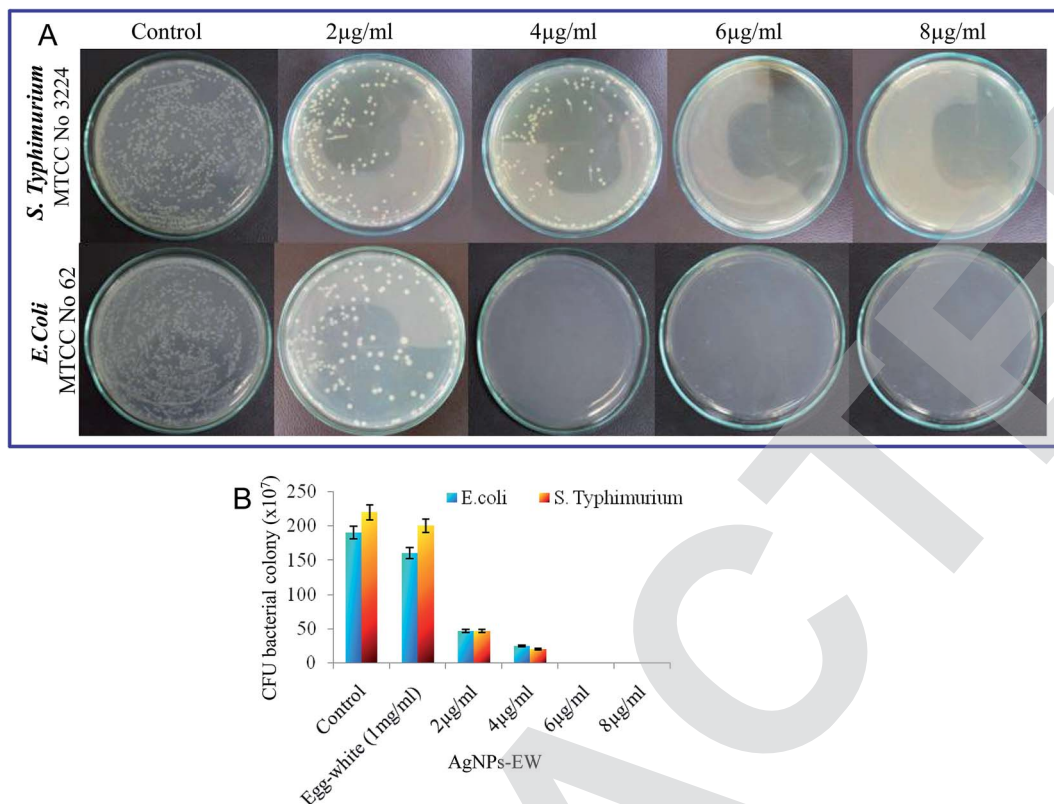 A
Control 2µg/ml 4µg/ml 6µg/ml 8µg/ml
S. Typhimurium
MTCC No 3224
E.Coli
MTCC No 62
B
CFU bacterial colony (x10⁷)
250
200
150
100
50
0
E.coli S. Typhimurium
Control
Egg-white (1mg/ml)
2µg/ml
4µg/ml
6µg/ml
8µg/ml
AgNPs-EW
ACTE